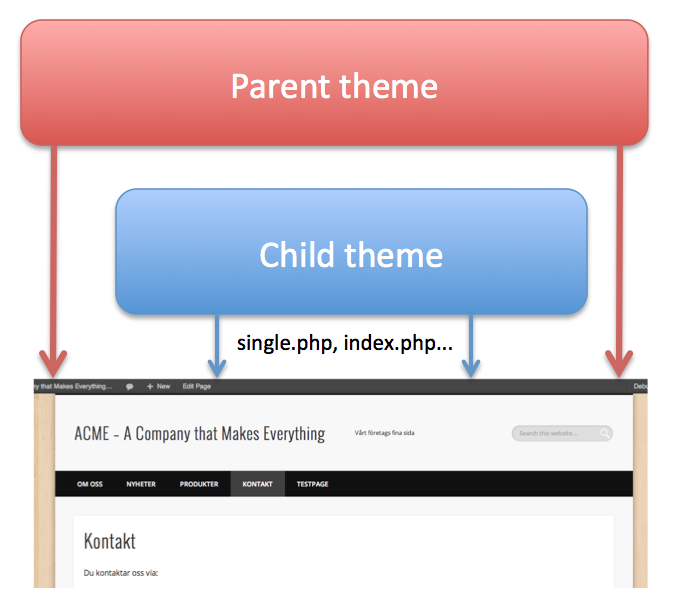 Parent theme
Child theme
single.php, index.php...
ny that Makes Everything... New Edit Page Debu
ACME – A Company that Makes Everything Vårt företags fina sida Search this website...
OM OSS NYHETER PRODUKTER KONTAKT TESTPAGE
Kontakt
Du kontaktar oss via: